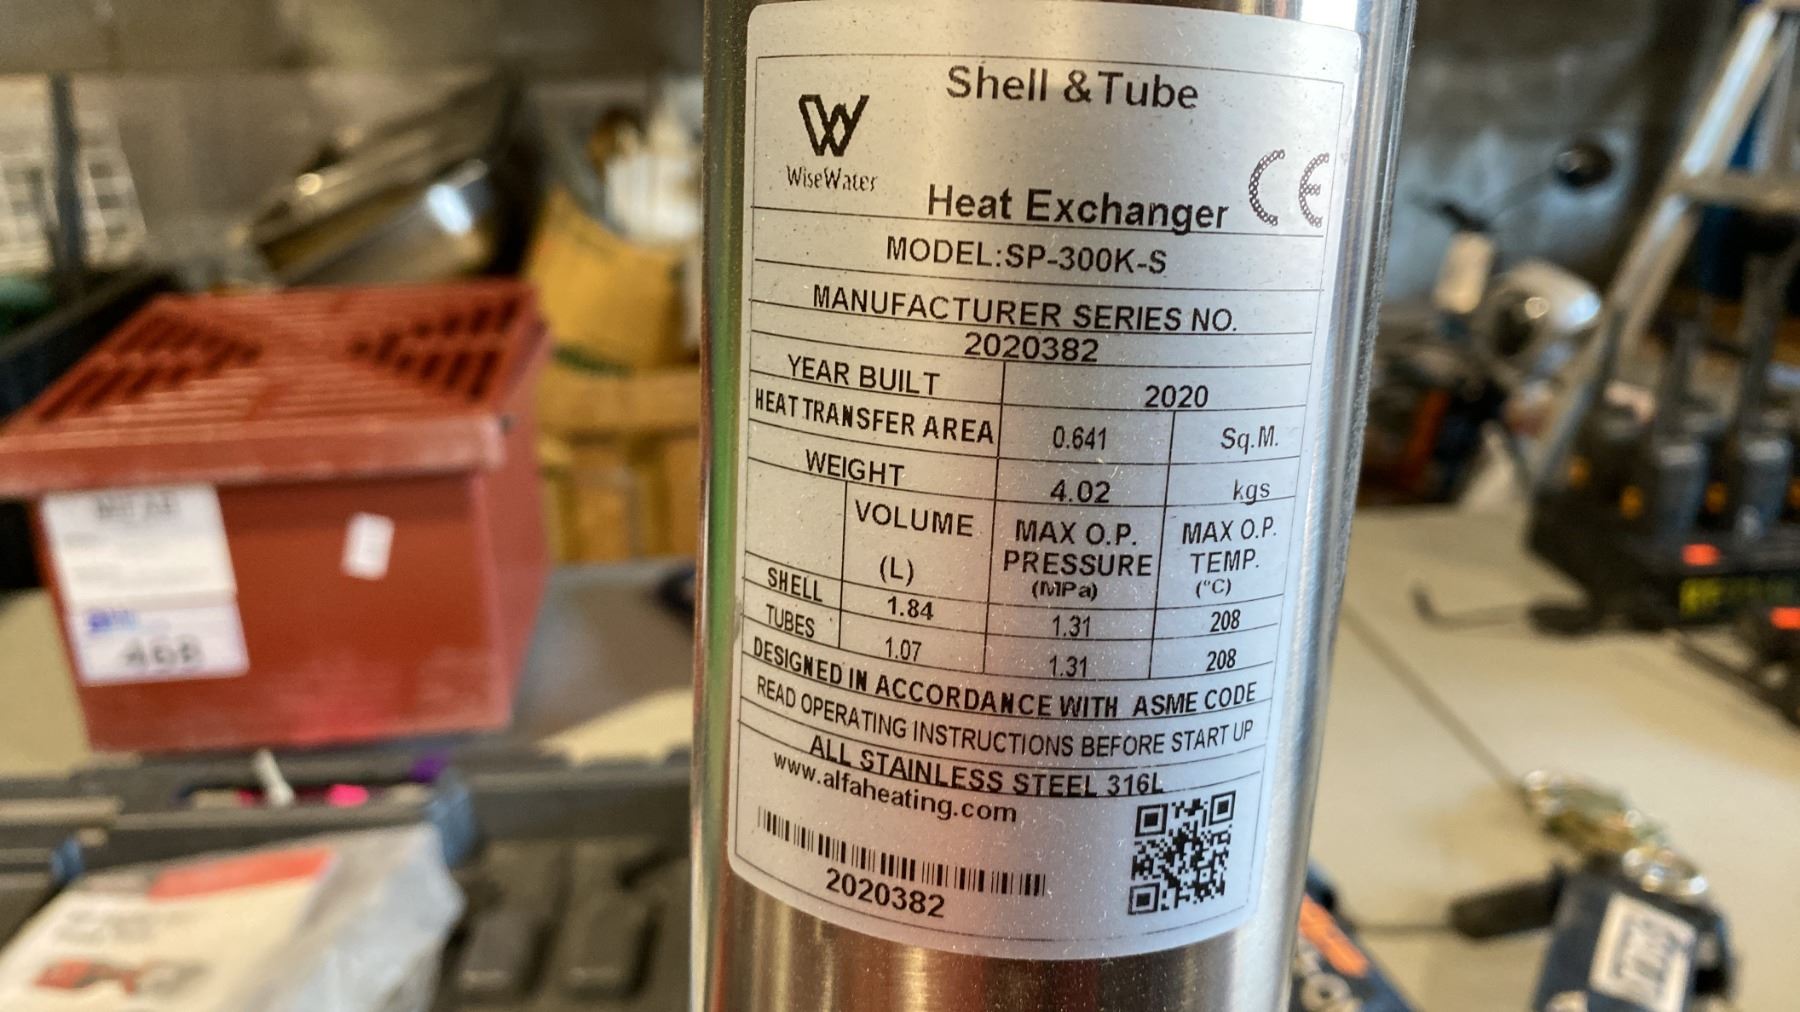 Shell & Tube
WiseWater
Heat Exchanger CE
MODEL:SP-300K-S
MANUFACTURER SERIES NO.
2020382
YEAR BUILT 2020
HEAT TRANSFER AREA 0.641 Sq.M.
WEIGHT 4.02 kgs
VOLUME (L) MAX O.P. PRESSURE (MPa) MAX O.P. TEMP. (°C)
SHELL 1.84 1.31 208
TUBES 1.07 1.31 208
DESIGNED IN ACCORDANCE WITH ASME CODE
READ OPERATING INSTRUCTIONS BEFORE START UP
ALL STAINLESS STEEL 316L
www.alfaheating.com
2020382
468